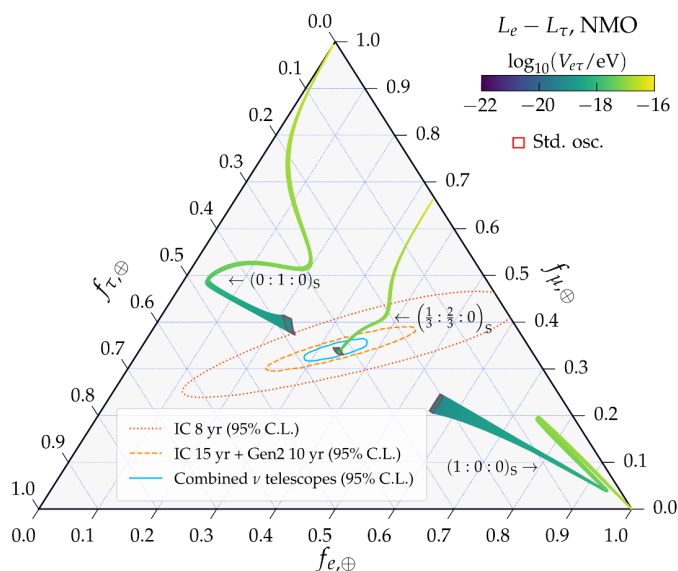 L_e − L_τ, NMO
log₁₀(V_eτ/eV)
−22 −20 −18 −16
Std. osc.
0.0
0.1
0.2
0.3
0.4
0.5
0.6
0.7
0.8
0.9
1.0
f_τ,⊕
1.0
0.9
0.8
0.7
0.6
0.5
0.4
0.3
0.2
0.1
0.0
f_μ,⊕
← (0 : 1 : 0)_S
← (1/3 : 2/3 : 0)_S
(1 : 0 : 0)_S →
IC 8 yr (95% C.L.)
IC 15 yr + Gen2 10 yr (95% C.L.)
Combined ν telescopes (95% C.L.)
0.0 0.1 0.2 0.3 0.4 0.5 0.6 0.7 0.8 0.9 1.0
f_e,⊕